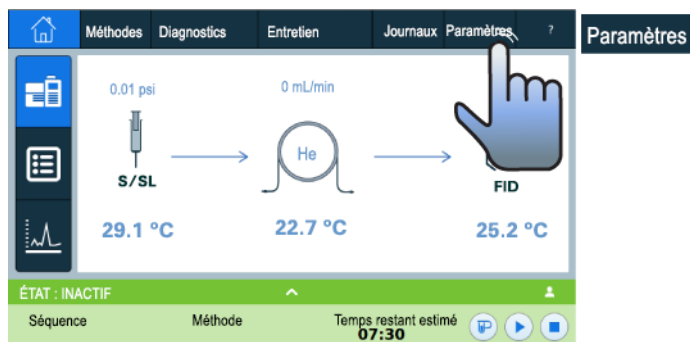 Méthodes Diagnostics Entretien Journaux Paramètres ? Paramètres
0.01 psi 0 mL/min
He
S/SL FID
29.1 °C 22.7 °C 25.2 °C
ÉTAT : INACTIF
Séquence Méthode Temps restant estimé
07:30